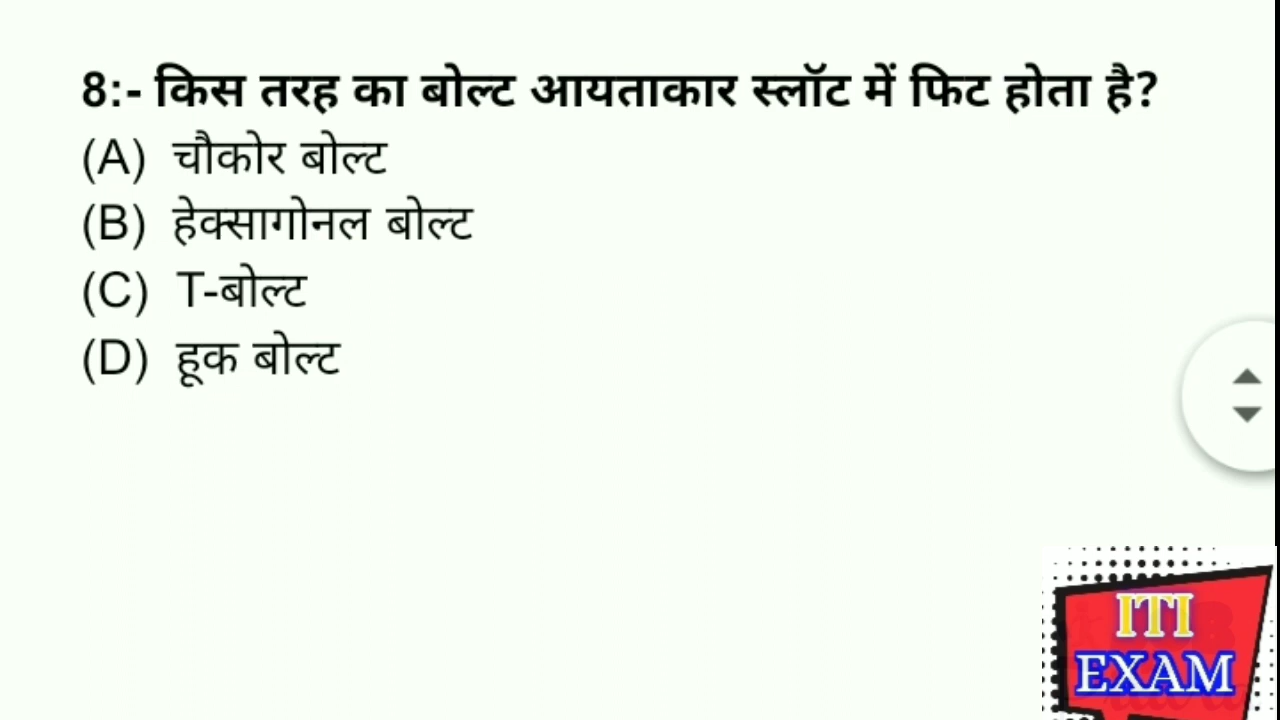 8:- किस तरह का बोल्ट आयताकार स्लॉट में फिट होता है?
(A) चौकोर बोल्ट
(B) हेक्सागोनल बोल्ट
(C) T-बोल्ट
(D) हूक बोल्ट
ITI
EXAM